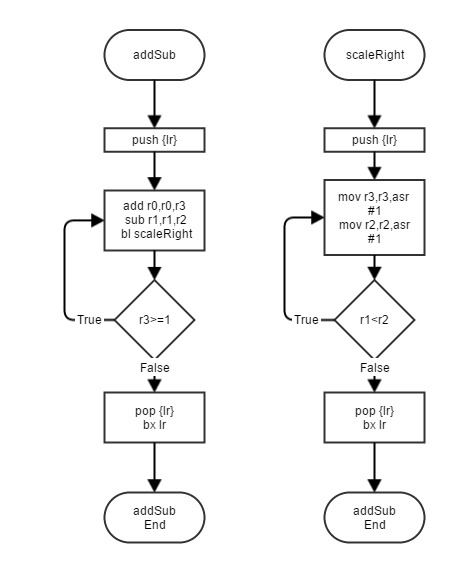 addSub
push {lr}
add r0,r0,r3
sub r1,r1,r2
bl scaleRight
r3>=1
True
False
pop {lr}
bx lr
addSub
End
scaleRight
push {lr}
mov r3,r3,asr
#1
mov r2,r2,asr
#1
r1<r2
True
False
pop {lr}
bx lr
addSub
End